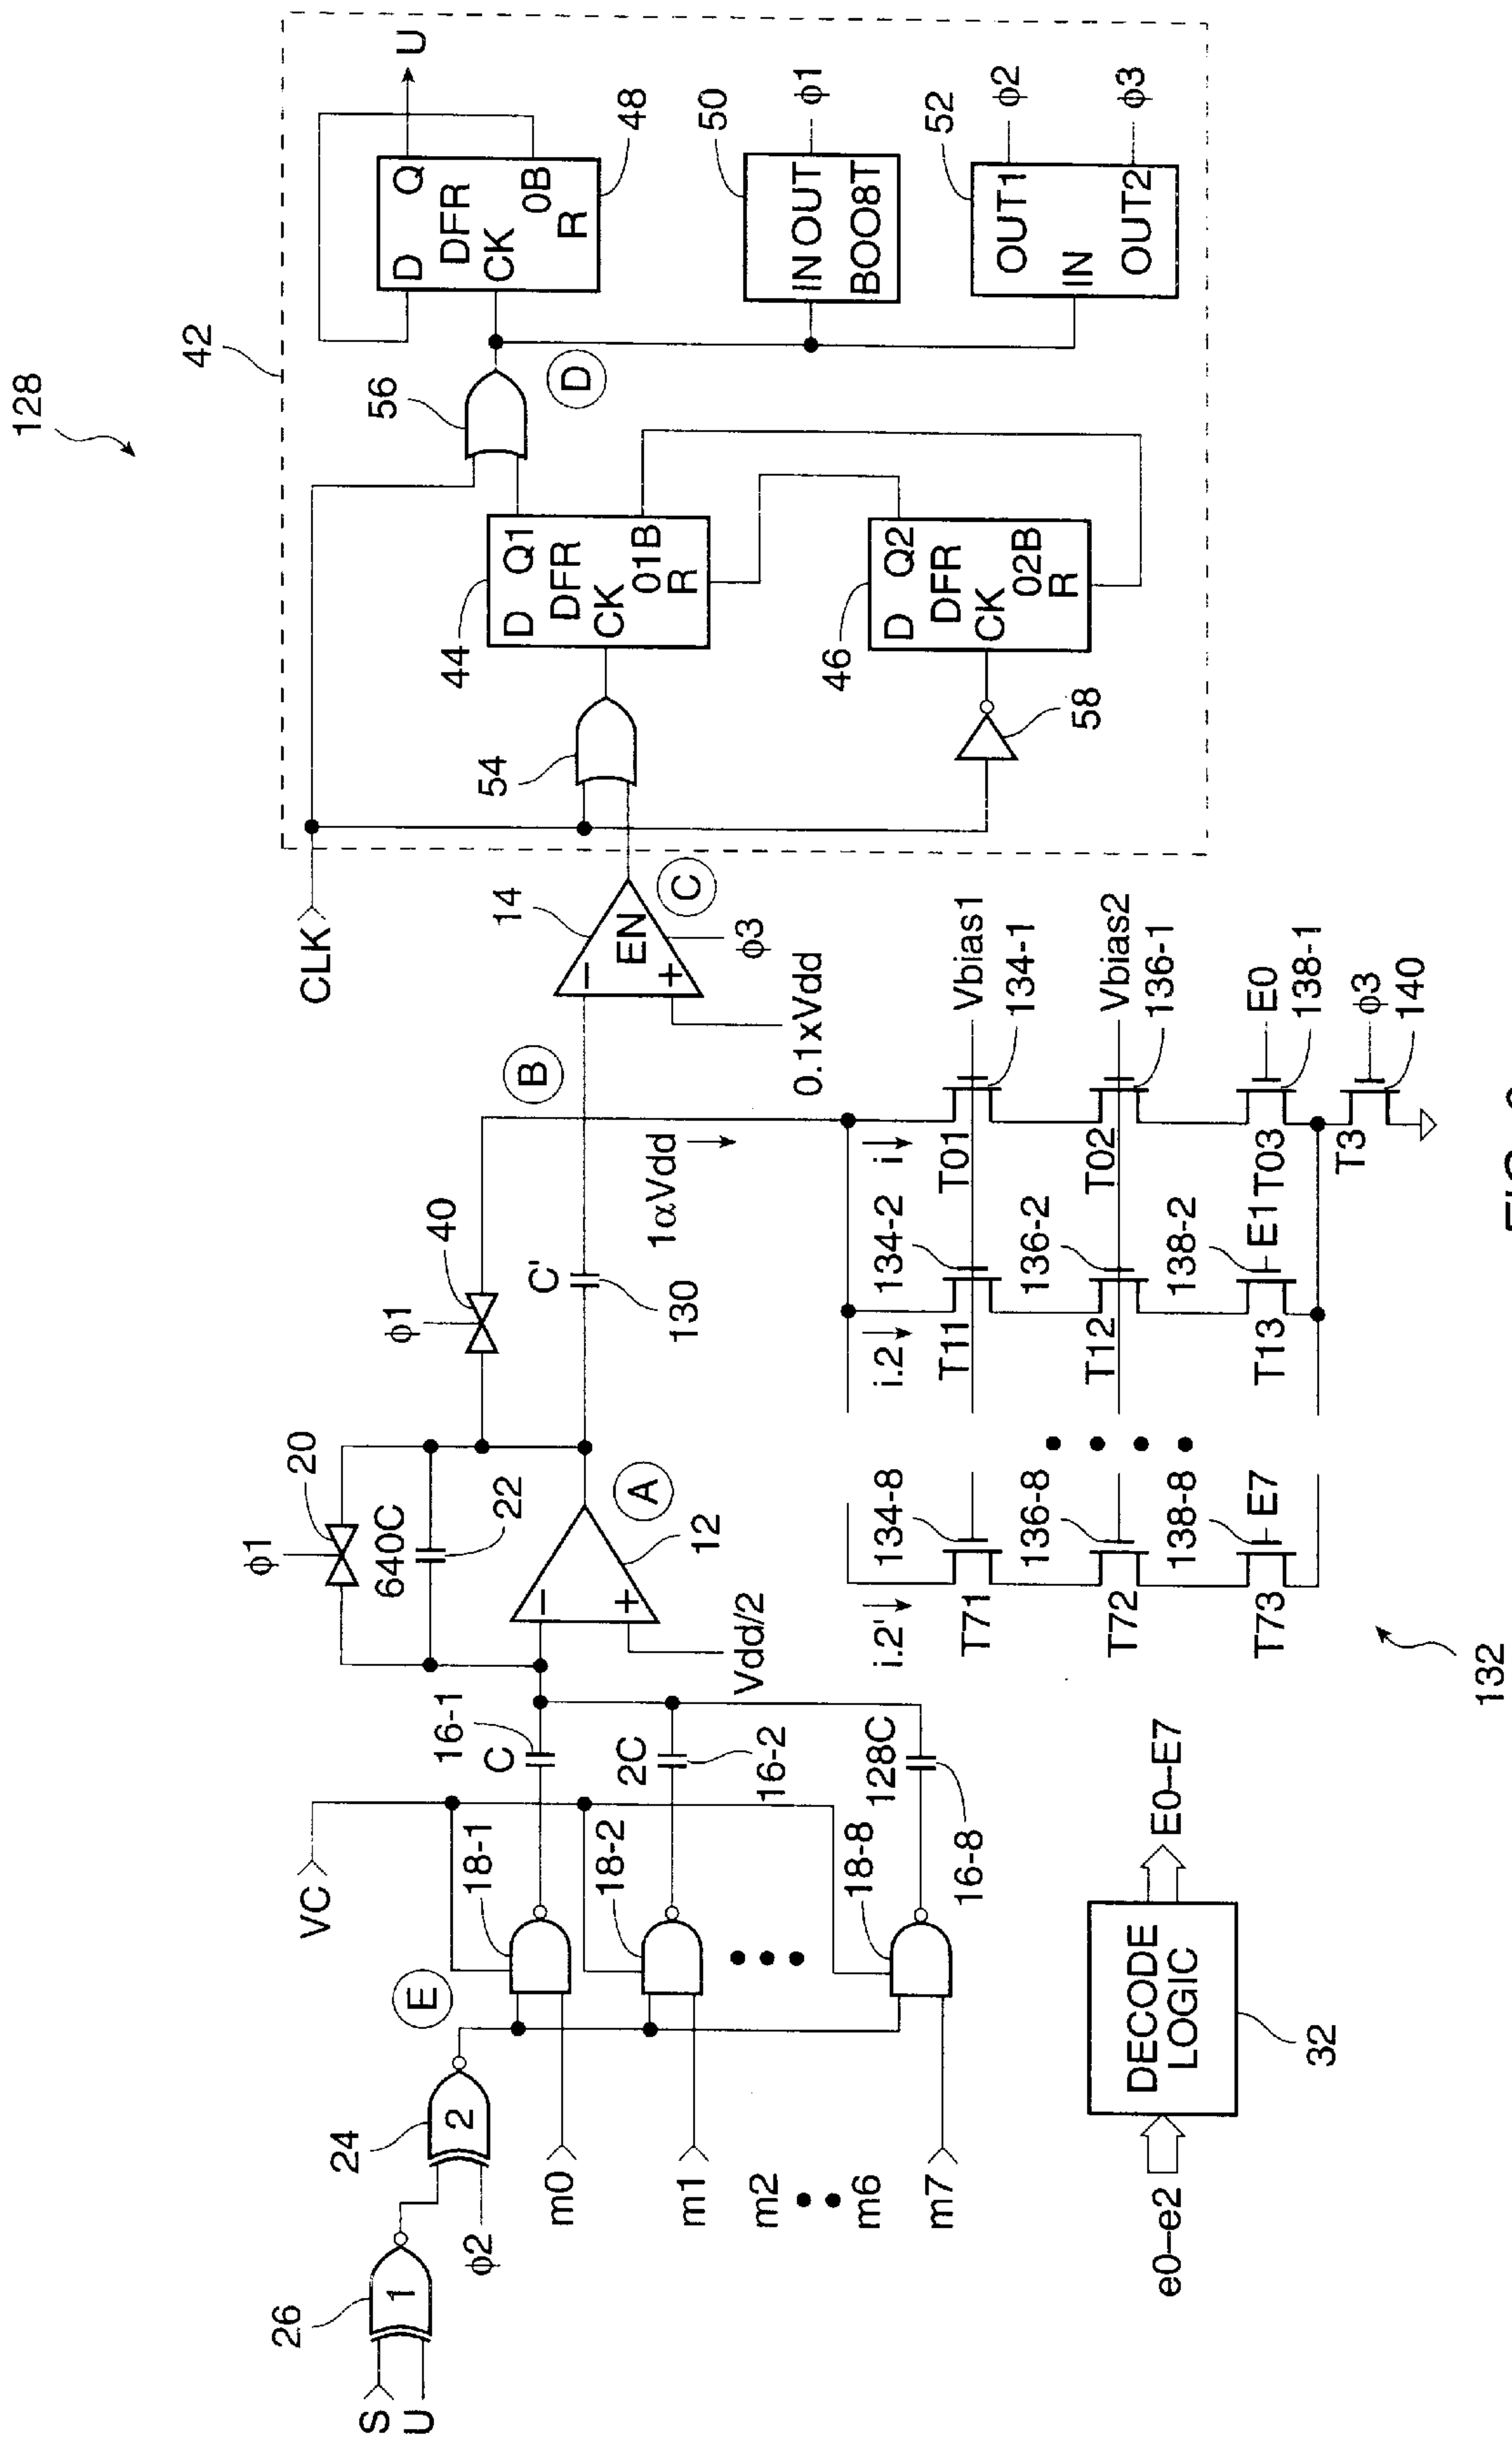 128
42
CLK
D Q
DFR
CK
0B
R
U
48
50
IN OUT
BOO8T
ϕ1
52
OUT1
IN
OUT2
ϕ2
ϕ3
56
D
44
D Q1
DFR
CK
01B
R
46
D Q2
DFR
CK
02B
R
54
58
14
EN
−
+
C
ϕ3
0.1xVdd
B
1αVdd
40
ϕ1
C'
130
20
ϕ1
640C
22
A
12
−
+
Vdd/2
VC
16-1
C
2C
16-2
128C
16-8
18-1
18-2
18-8
E
24
2
ϕ2
26
1
S
U
m0
m1
m2
m6
m7
e0–e2
DECODE
LOGIC
E0–E7
32
132
i.2'
i.2
i
134-8
134-2
Vbias1
134-1
T71
T11
T01
136-8
136-2
Vbias2
136-1
T72
T12
T02
138-8
E7
138-2
E1
E0
138-1
T73
T13
T03
T3
ϕ3
140